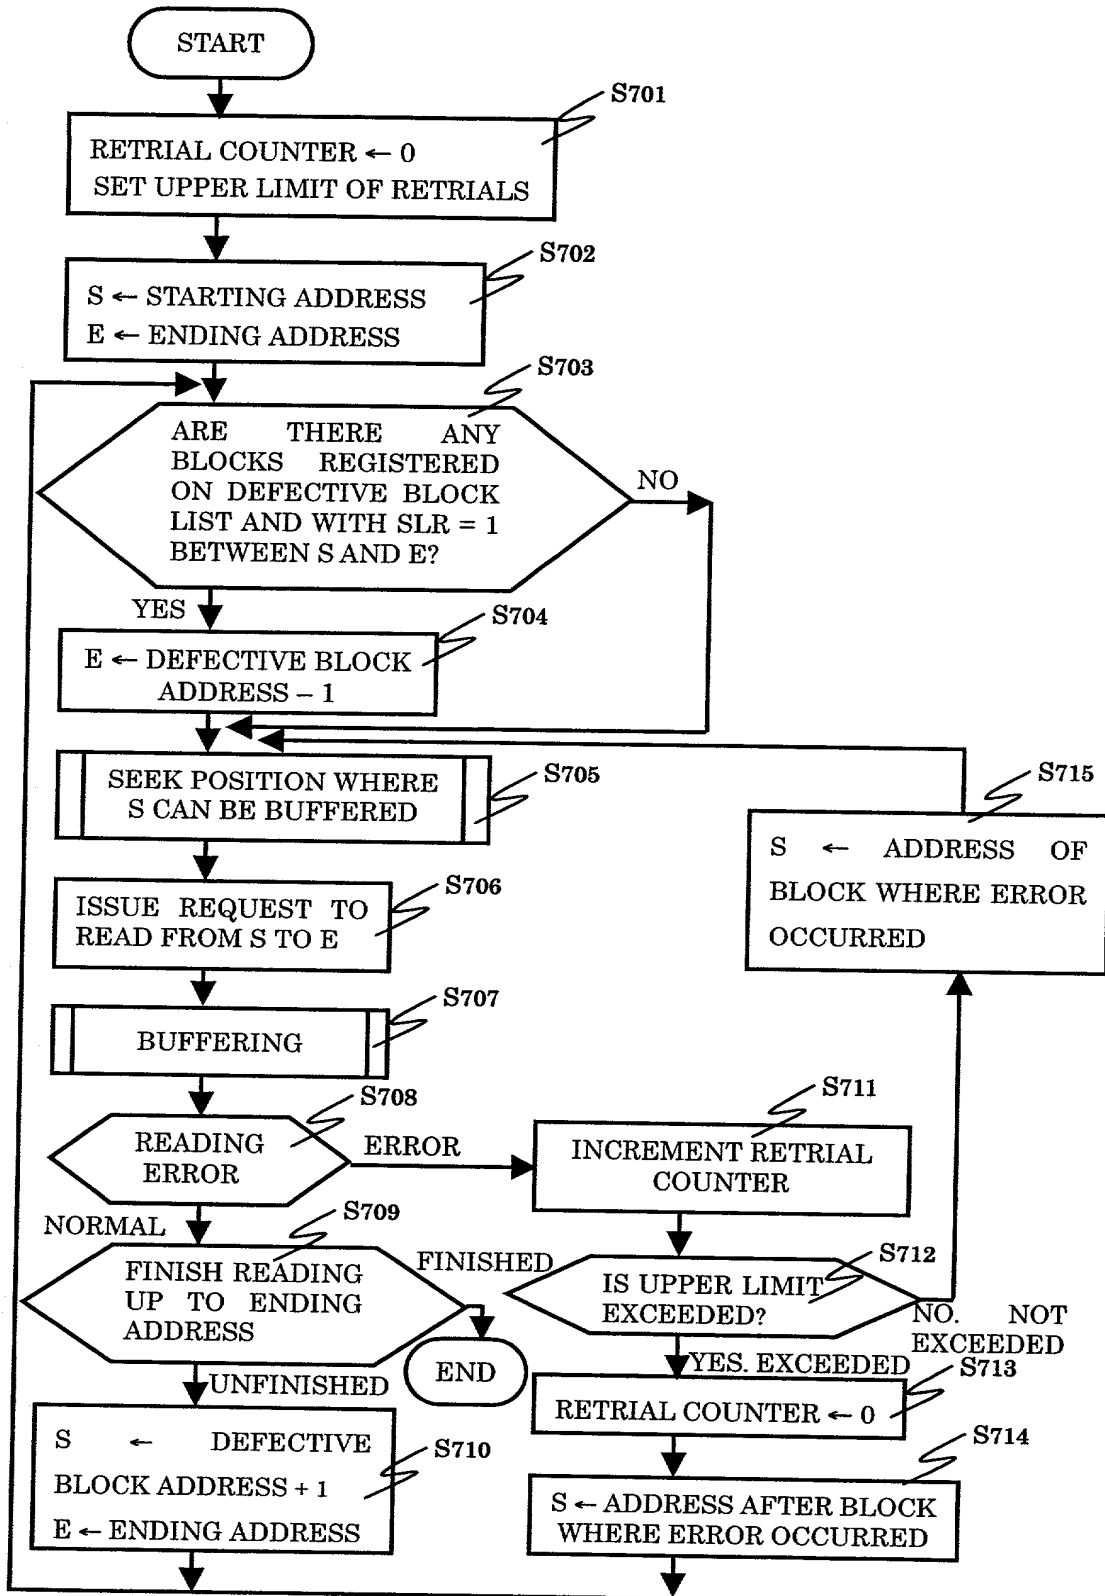 START
S701
RETRIAL COUNTER ← 0
SET UPPER LIMIT OF RETRIALS
S702
S ← STARTING ADDRESS
E ← ENDING ADDRESS
S703
ARE THERE ANY
BLOCKS REGISTERED
ON DEFECTIVE BLOCK
LIST AND WITH SLR = 1
BETWEEN S AND E?
NO
YES
S704
E ← DEFECTIVE BLOCK
ADDRESS – 1
S705
SEEK POSITION WHERE
S CAN BE BUFFERED
S715
S ← ADDRESS OF
BLOCK WHERE ERROR
OCCURRED
S706
ISSUE REQUEST TO
READ FROM S TO E
S707
BUFFERING
S708
READING
ERROR
ERROR
S711
INCREMENT RETRIAL
COUNTER
NORMAL
S709
FINISH READING
UP TO ENDING
ADDRESS
FINISHED
END
S712
IS UPPER LIMIT
EXCEEDED?
NO. NOT
EXCEEDED
YES. EXCEEDED
UNFINISHED
S713
RETRIAL COUNTER ← 0
S710
S ← DEFECTIVE
BLOCK ADDRESS + 1
E ← ENDING ADDRESS
S714
S ← ADDRESS AFTER BLOCK
WHERE ERROR OCCURRED